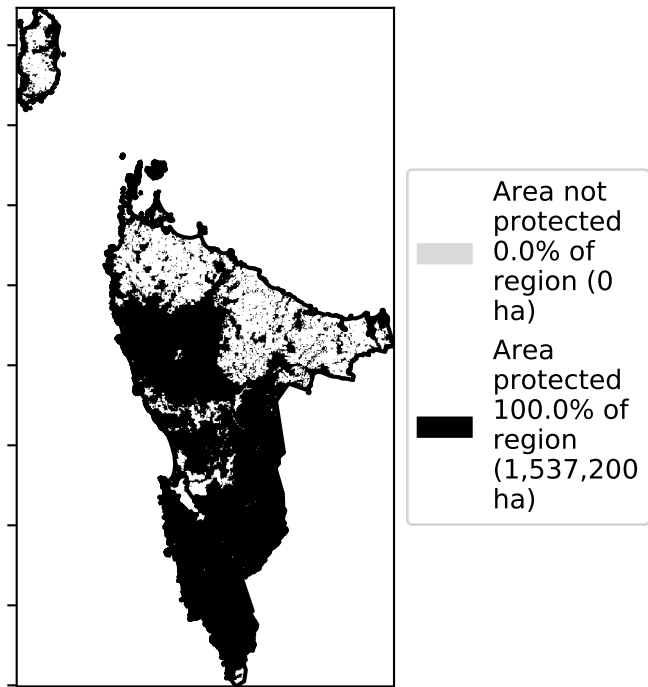 Area not
protected
0.0% of
region (0
ha)
Area
protected
100.0% of
region
(1,537,200
ha)